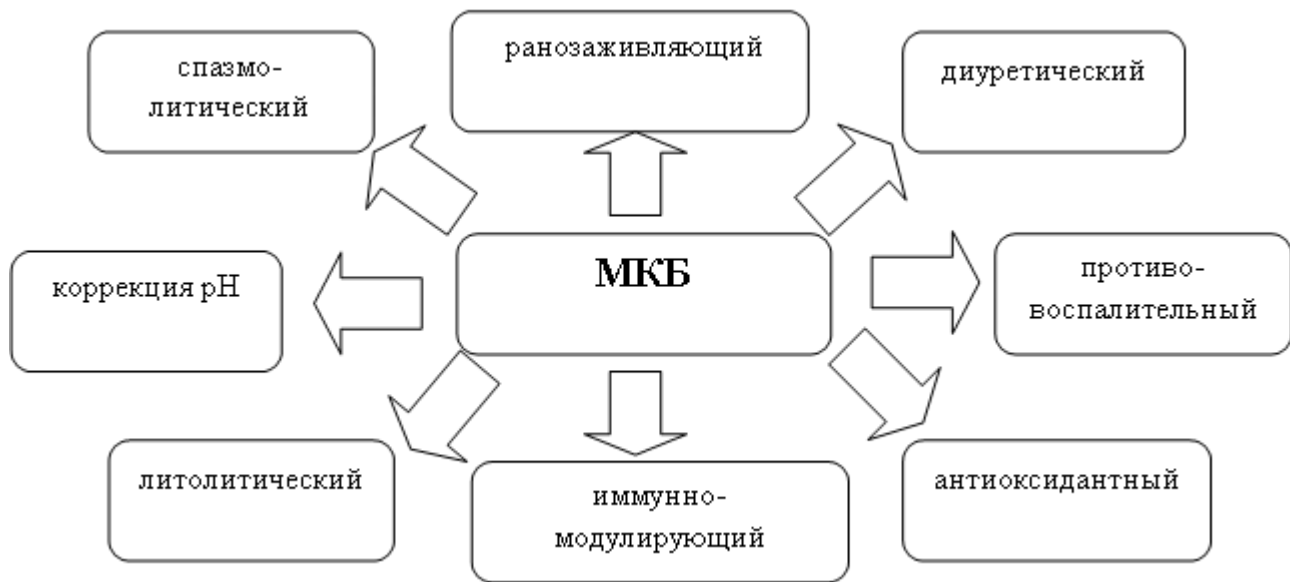 спазмо-
литический
ранозаживляющий
диуретический
коррекция рН
МКБ
противо-
воспалительный
литолитический
иммунно-
модулирующий
антиоксидантный